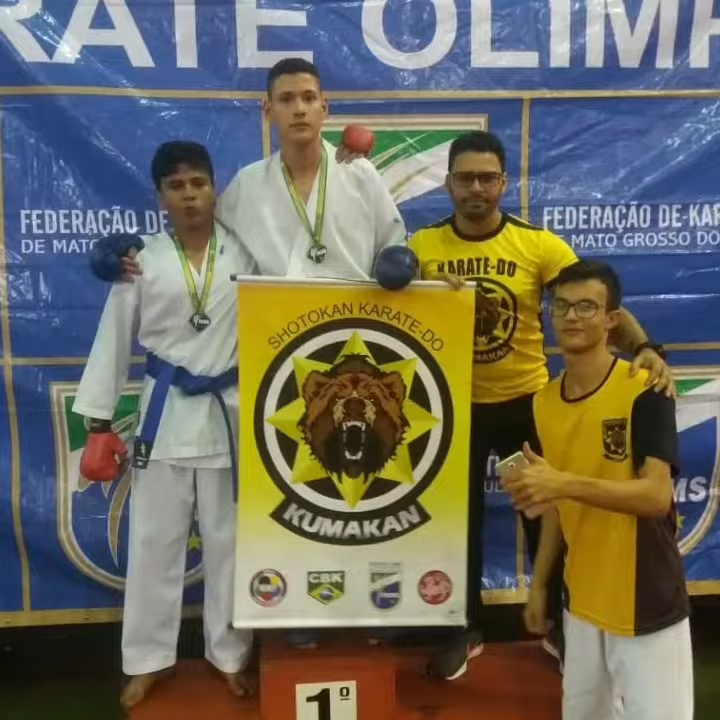 RATE OLIMP
FEDERAÇÃO DE
DE MATO
FEDERAÇÃO DE KAR
MATO GROSSO DO
KARATE-DO
KUMAKAN
SHOTOKAN KARATE-DO
KUMAKAN
CBK
MS
1º